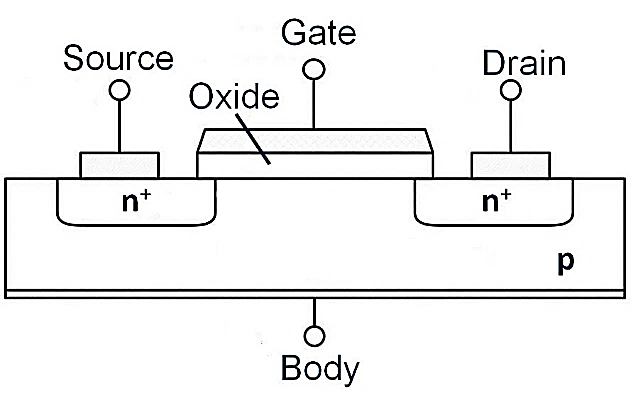 Gate
Source
Drain
Oxide
n⁺
n⁺
p
Body